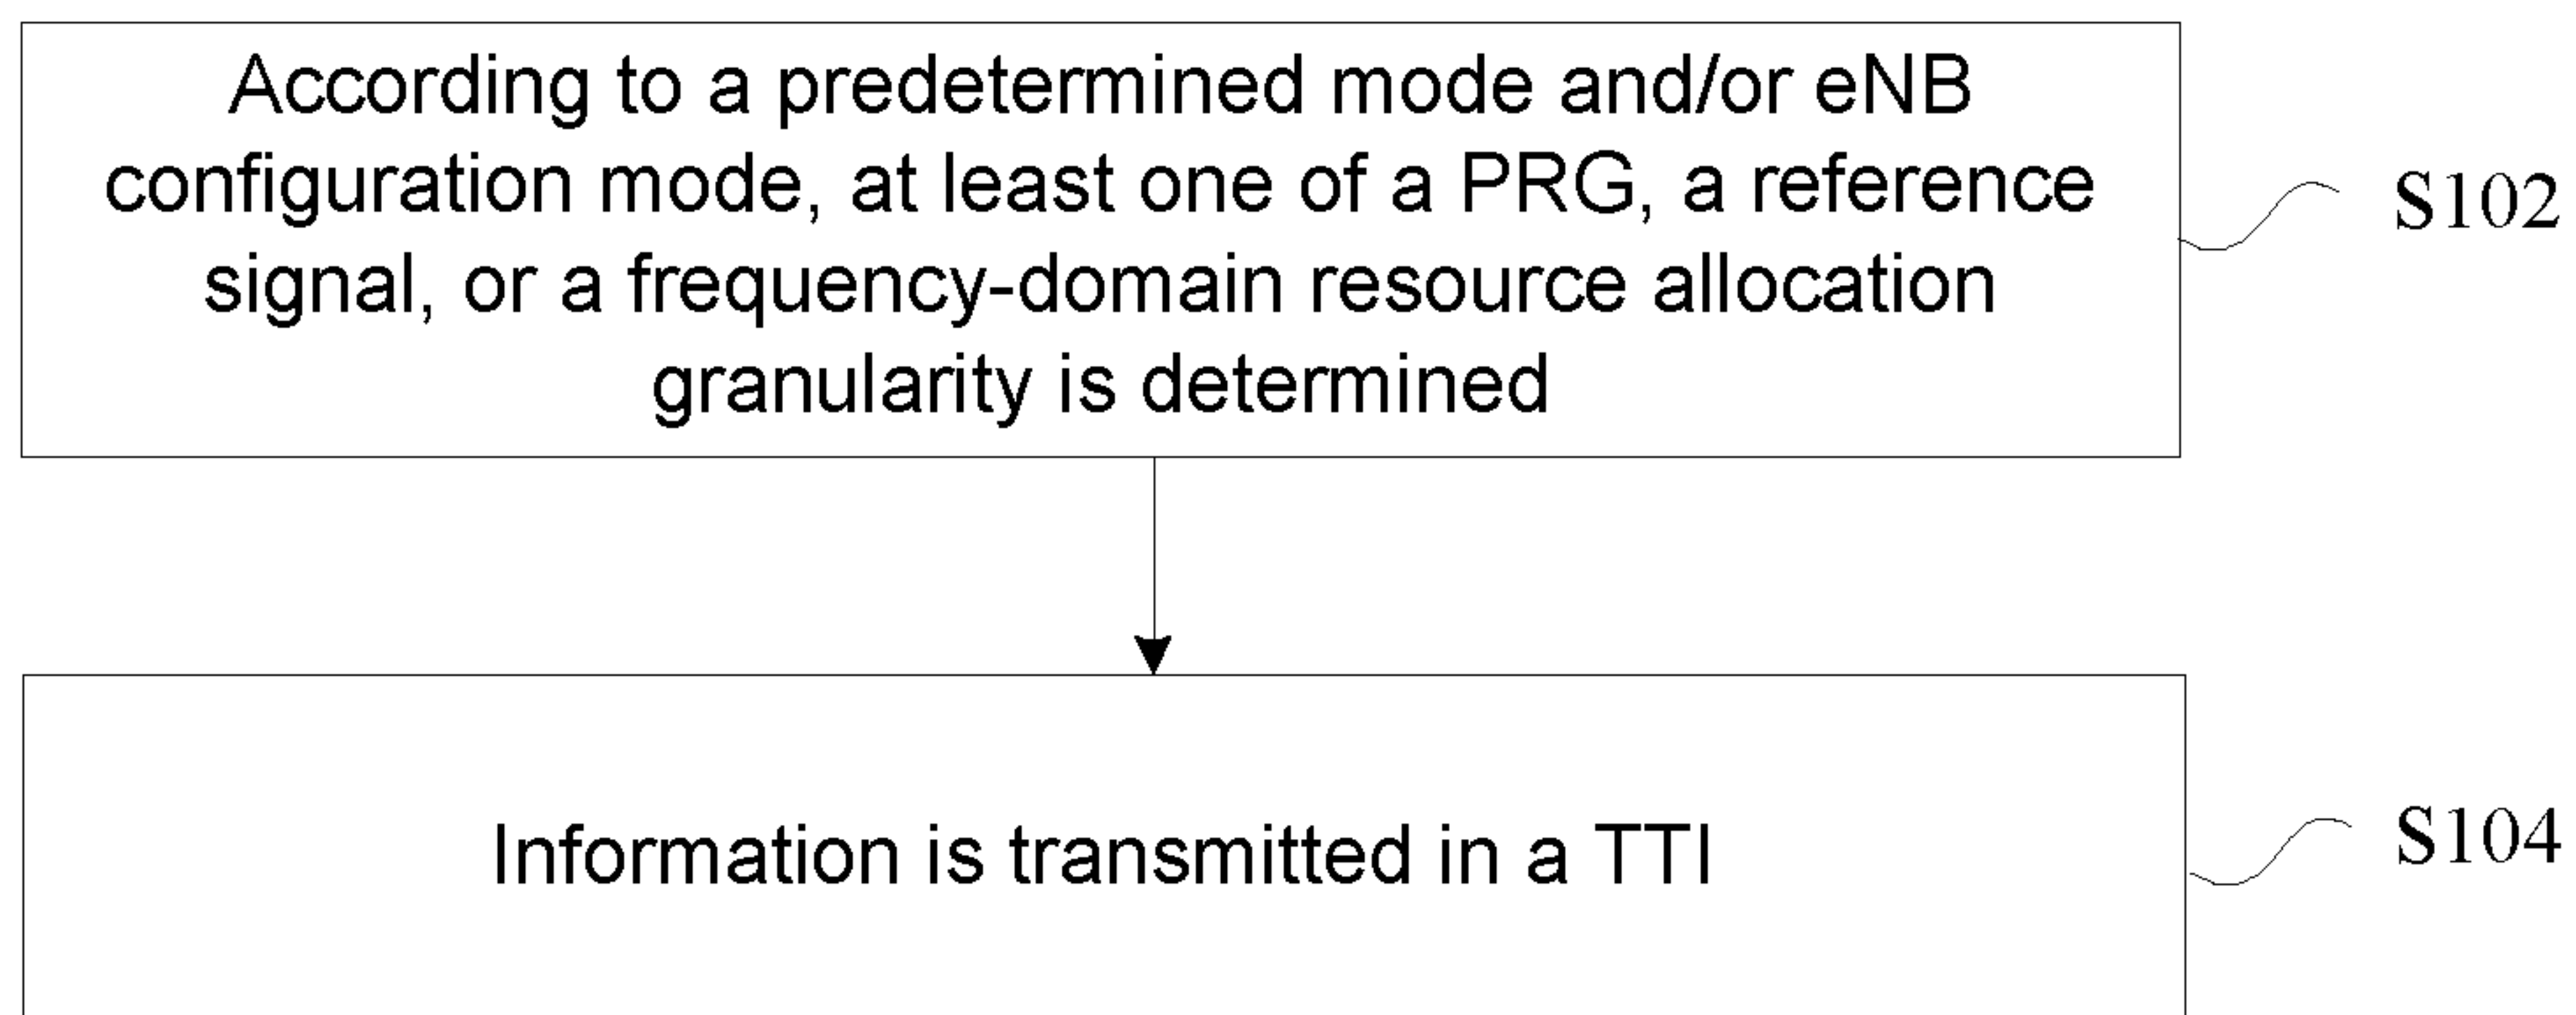 According to a predetermined mode and/or eNB
configuration mode, at least one of a PRG, a reference
signal, or a frequency-domain resource allocation
granularity is determined
S102
Information is transmitted in a TTI
S104